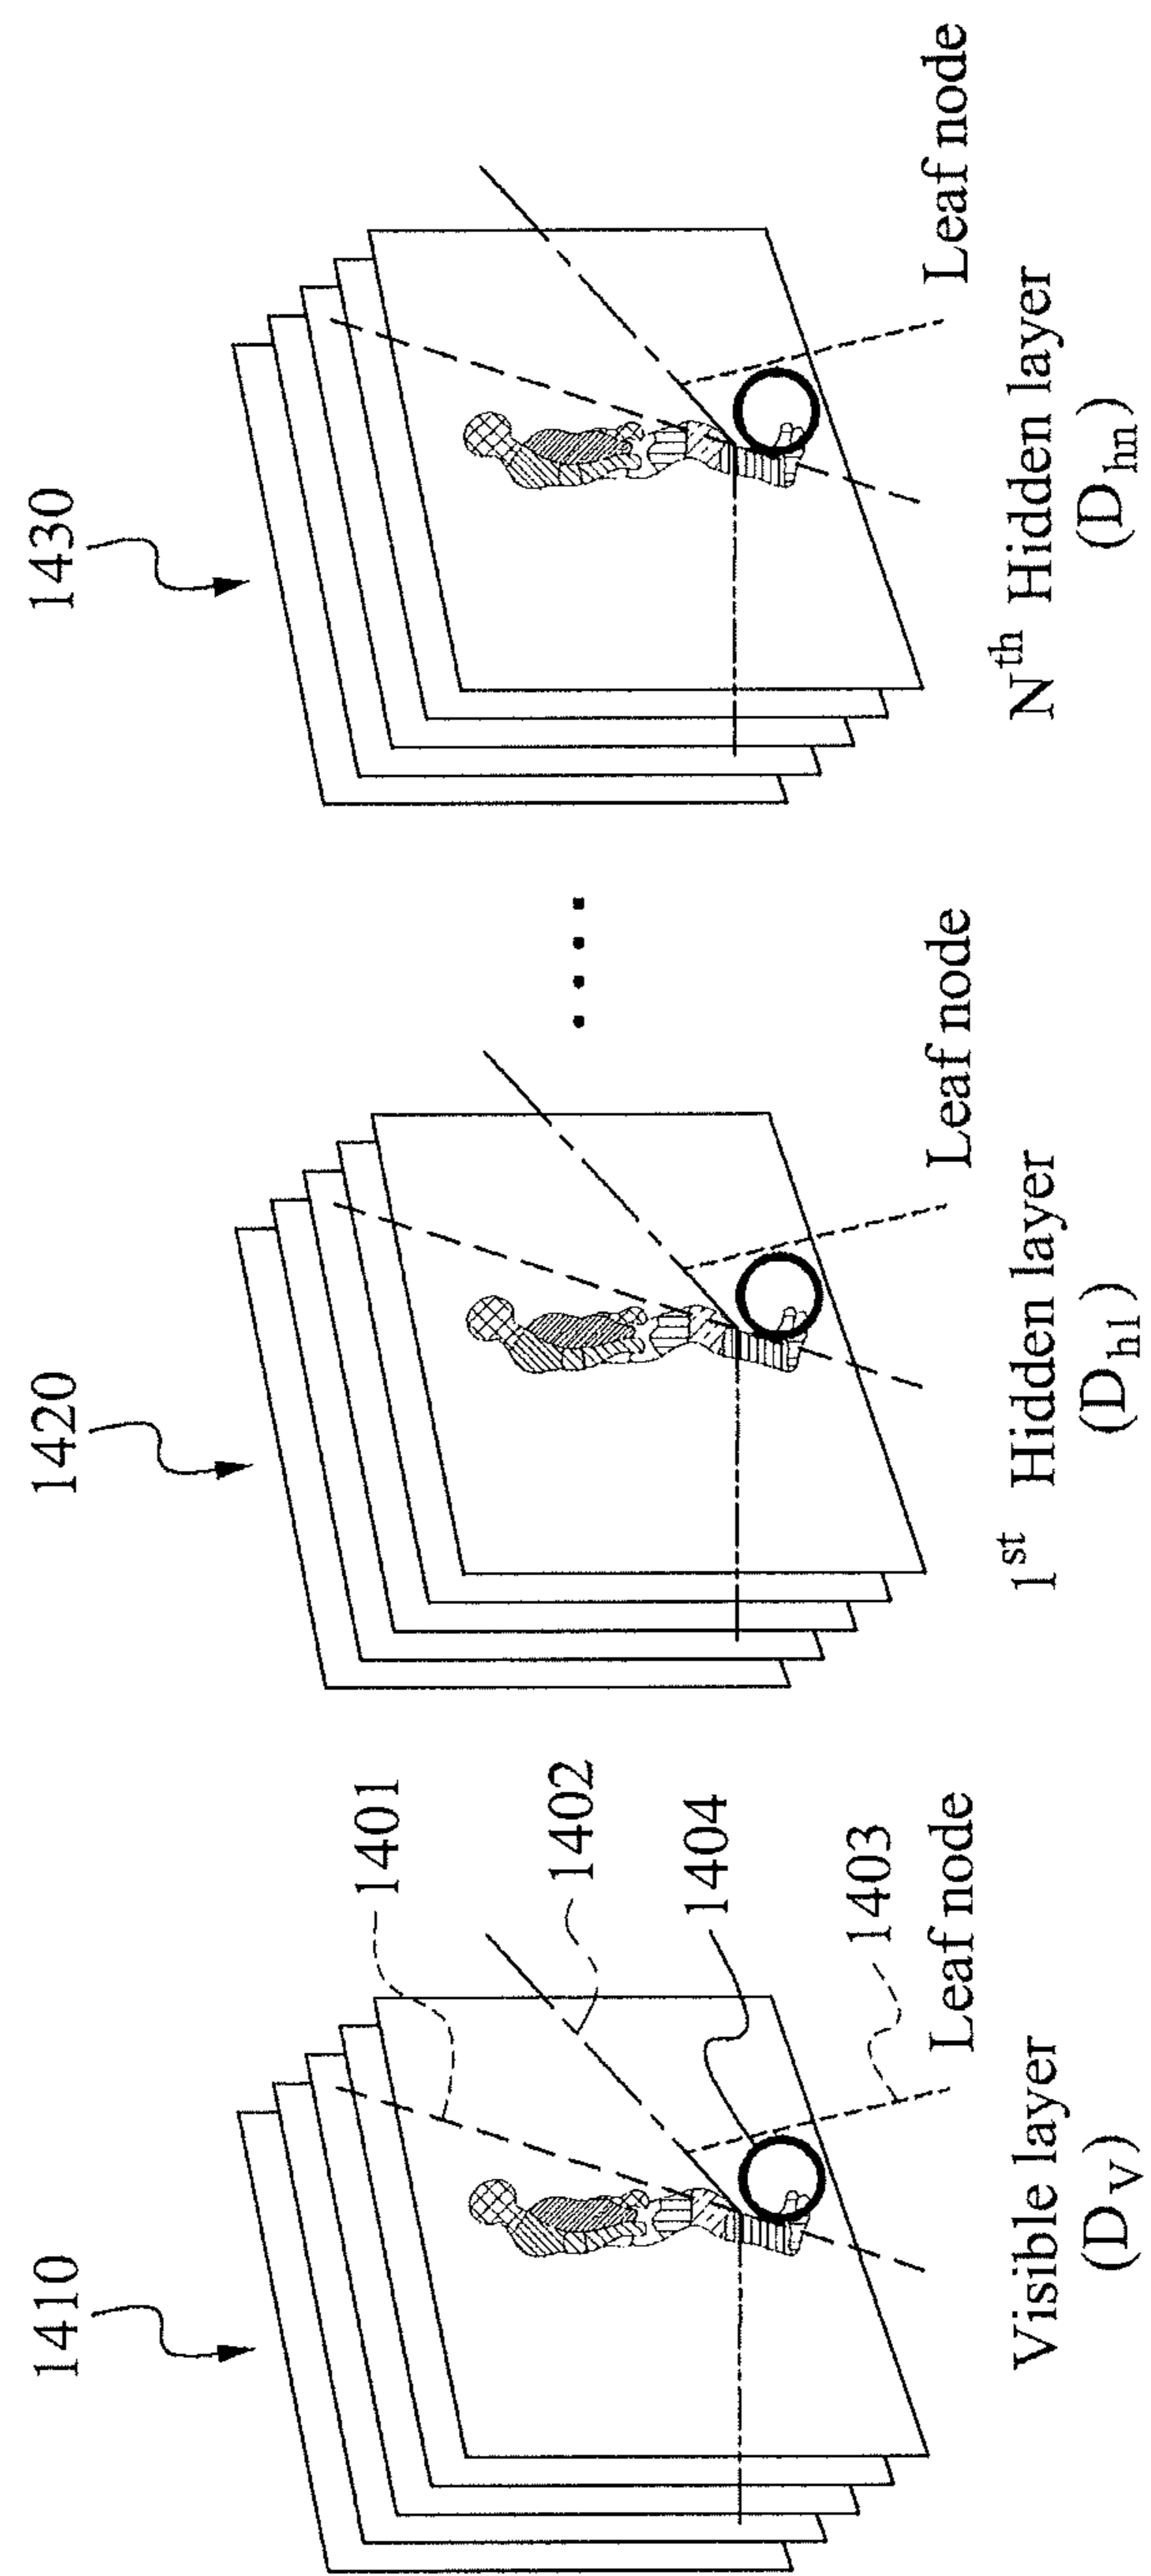 1410
1420
1430
1401
1402
1404
1403
Leaf node
Leaf node
Leaf node
Visible layer
(D_V)
1st Hidden layer
(D_h1)
Nth Hidden layer
(D_hn)